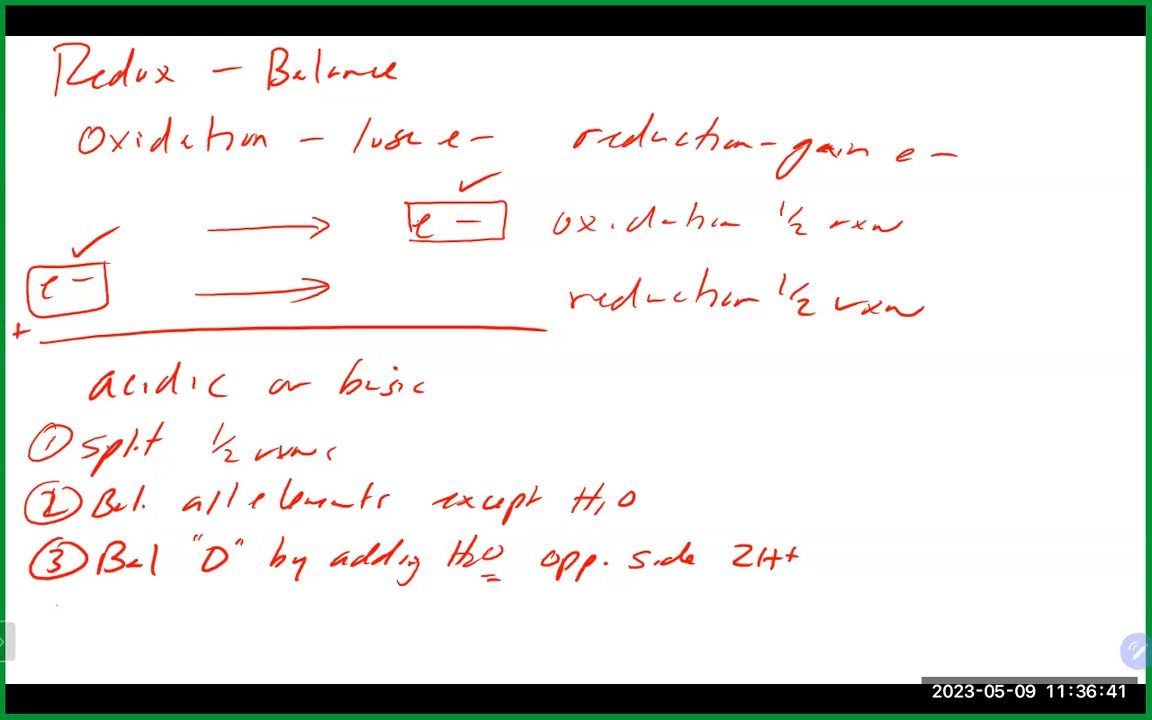 Redox - Balance
Oxidation - lose e- reduction - gain e-
e- oxidation 1/2 rxn
e- reduction 1/2 rxn
+
acidic or basic
① split 1/2 rxns
② Bal. all elements except H, O
③ Bal "O" by adding H2O opp. side 2H+
2023-05-09 11:36:41